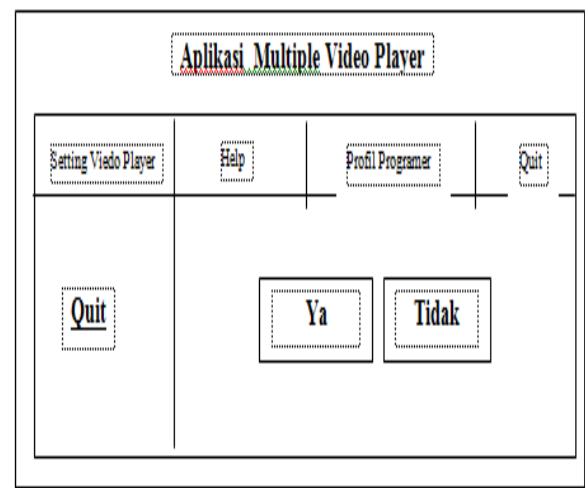 Aplikasi Multiple Video Player
Setting Viedo Player Help Profil Programer Quit
Quit Ya Tidak